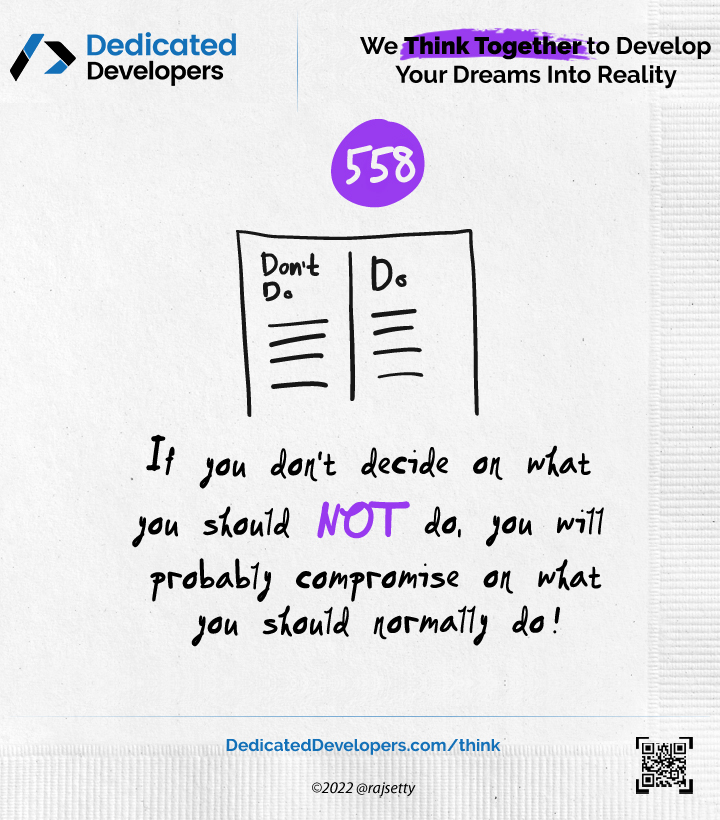 Dedicated
Developers
We Think Together to Develop
Your Dreams Into Reality
558
Don't
Do
Do
If you don't decide on what
you should NOT do, you will
probably compromise on what
you should normally do!
DedicatedDevelopers.com/think
©2022 @rajsetty